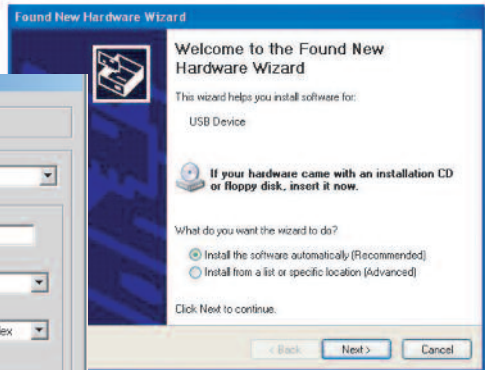 Found New Hardware Wizard
Welcome to the Found New
Hardware Wizard
This wizard helps you install software for:
USB Device
If your hardware came with an installation CD
or floppy disk, insert it now.
What do you want the wizard to do?
Install the software automatically (Recommended)
Install from a list or specific location (Advanced)
Click Next to continue.
< Back
Next >
Cancel